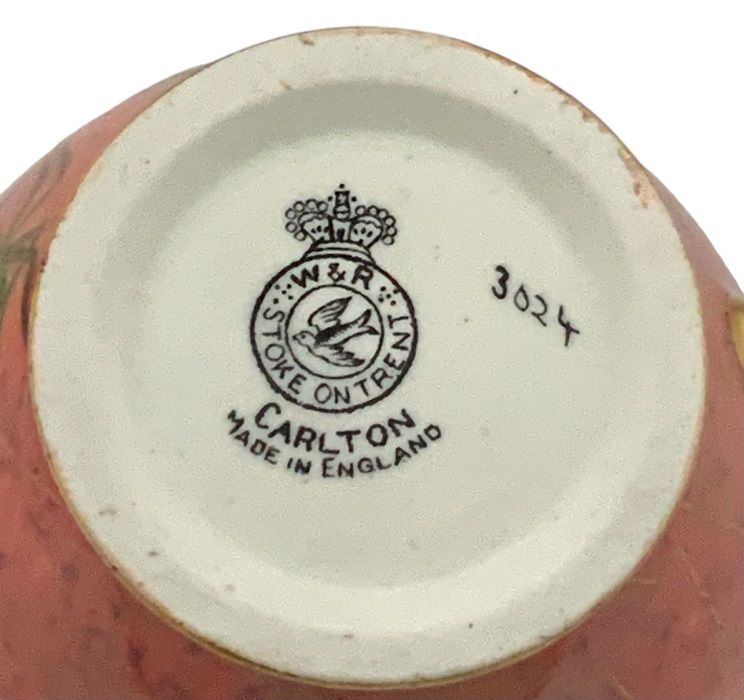 W & R
STOKE ON TRENT
CARLTON
MADE IN ENGLAND
3024